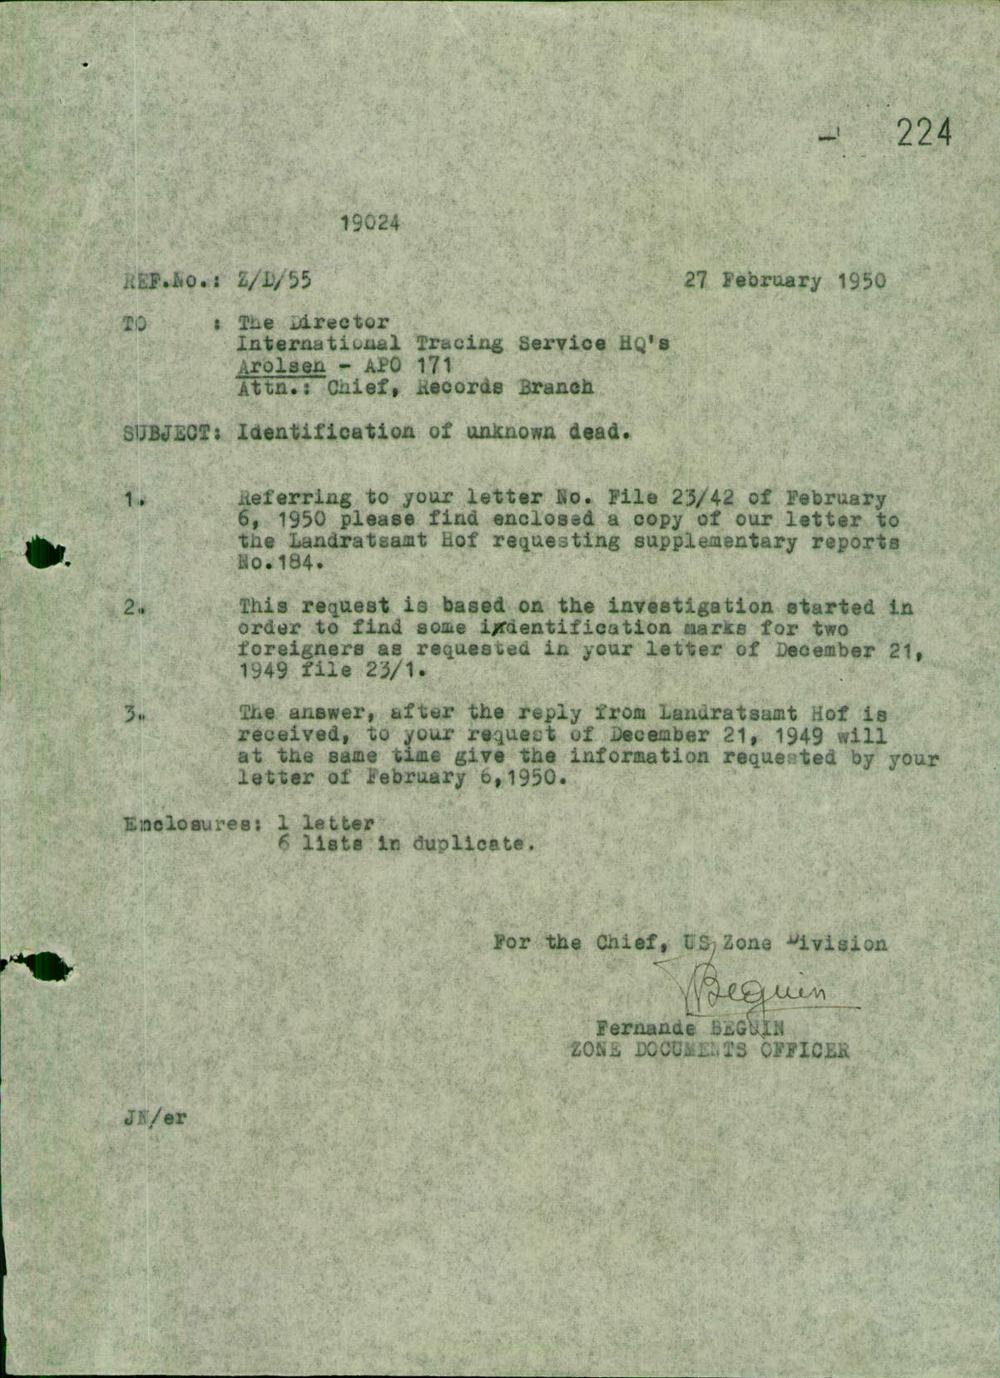 224
19024
REF.No.: Z/D/55 27 February 1950
TO : The Director
International Tracing Service HQ's
Arolsen - APO 171
Attn.: Chief, Records Branch
SUBJECT: Identification of unknown dead.
1. Referring to your letter No. File 23/42 of February
6, 1950 please find enclosed a copy of our letter to
the Landratsamt Hof requesting supplementary reports
No.184.
2. This request is based on the investigation started in
order to find some identification marks for two
foreigners as requested in your letter of December 21,
1949 file 23/1.
3. The answer, after the reply from Landratsamt Hof is
received, to your request of December 21, 1949 will
at the same time give the information requested by your
letter of February 6,1950.
Enclosures: 1 letter
6 lists in duplicate.
For the Chief, US Zone Division
Beguin
Fernande BEGUIN
ZONE DOCUMENTS OFFICER
JN/er